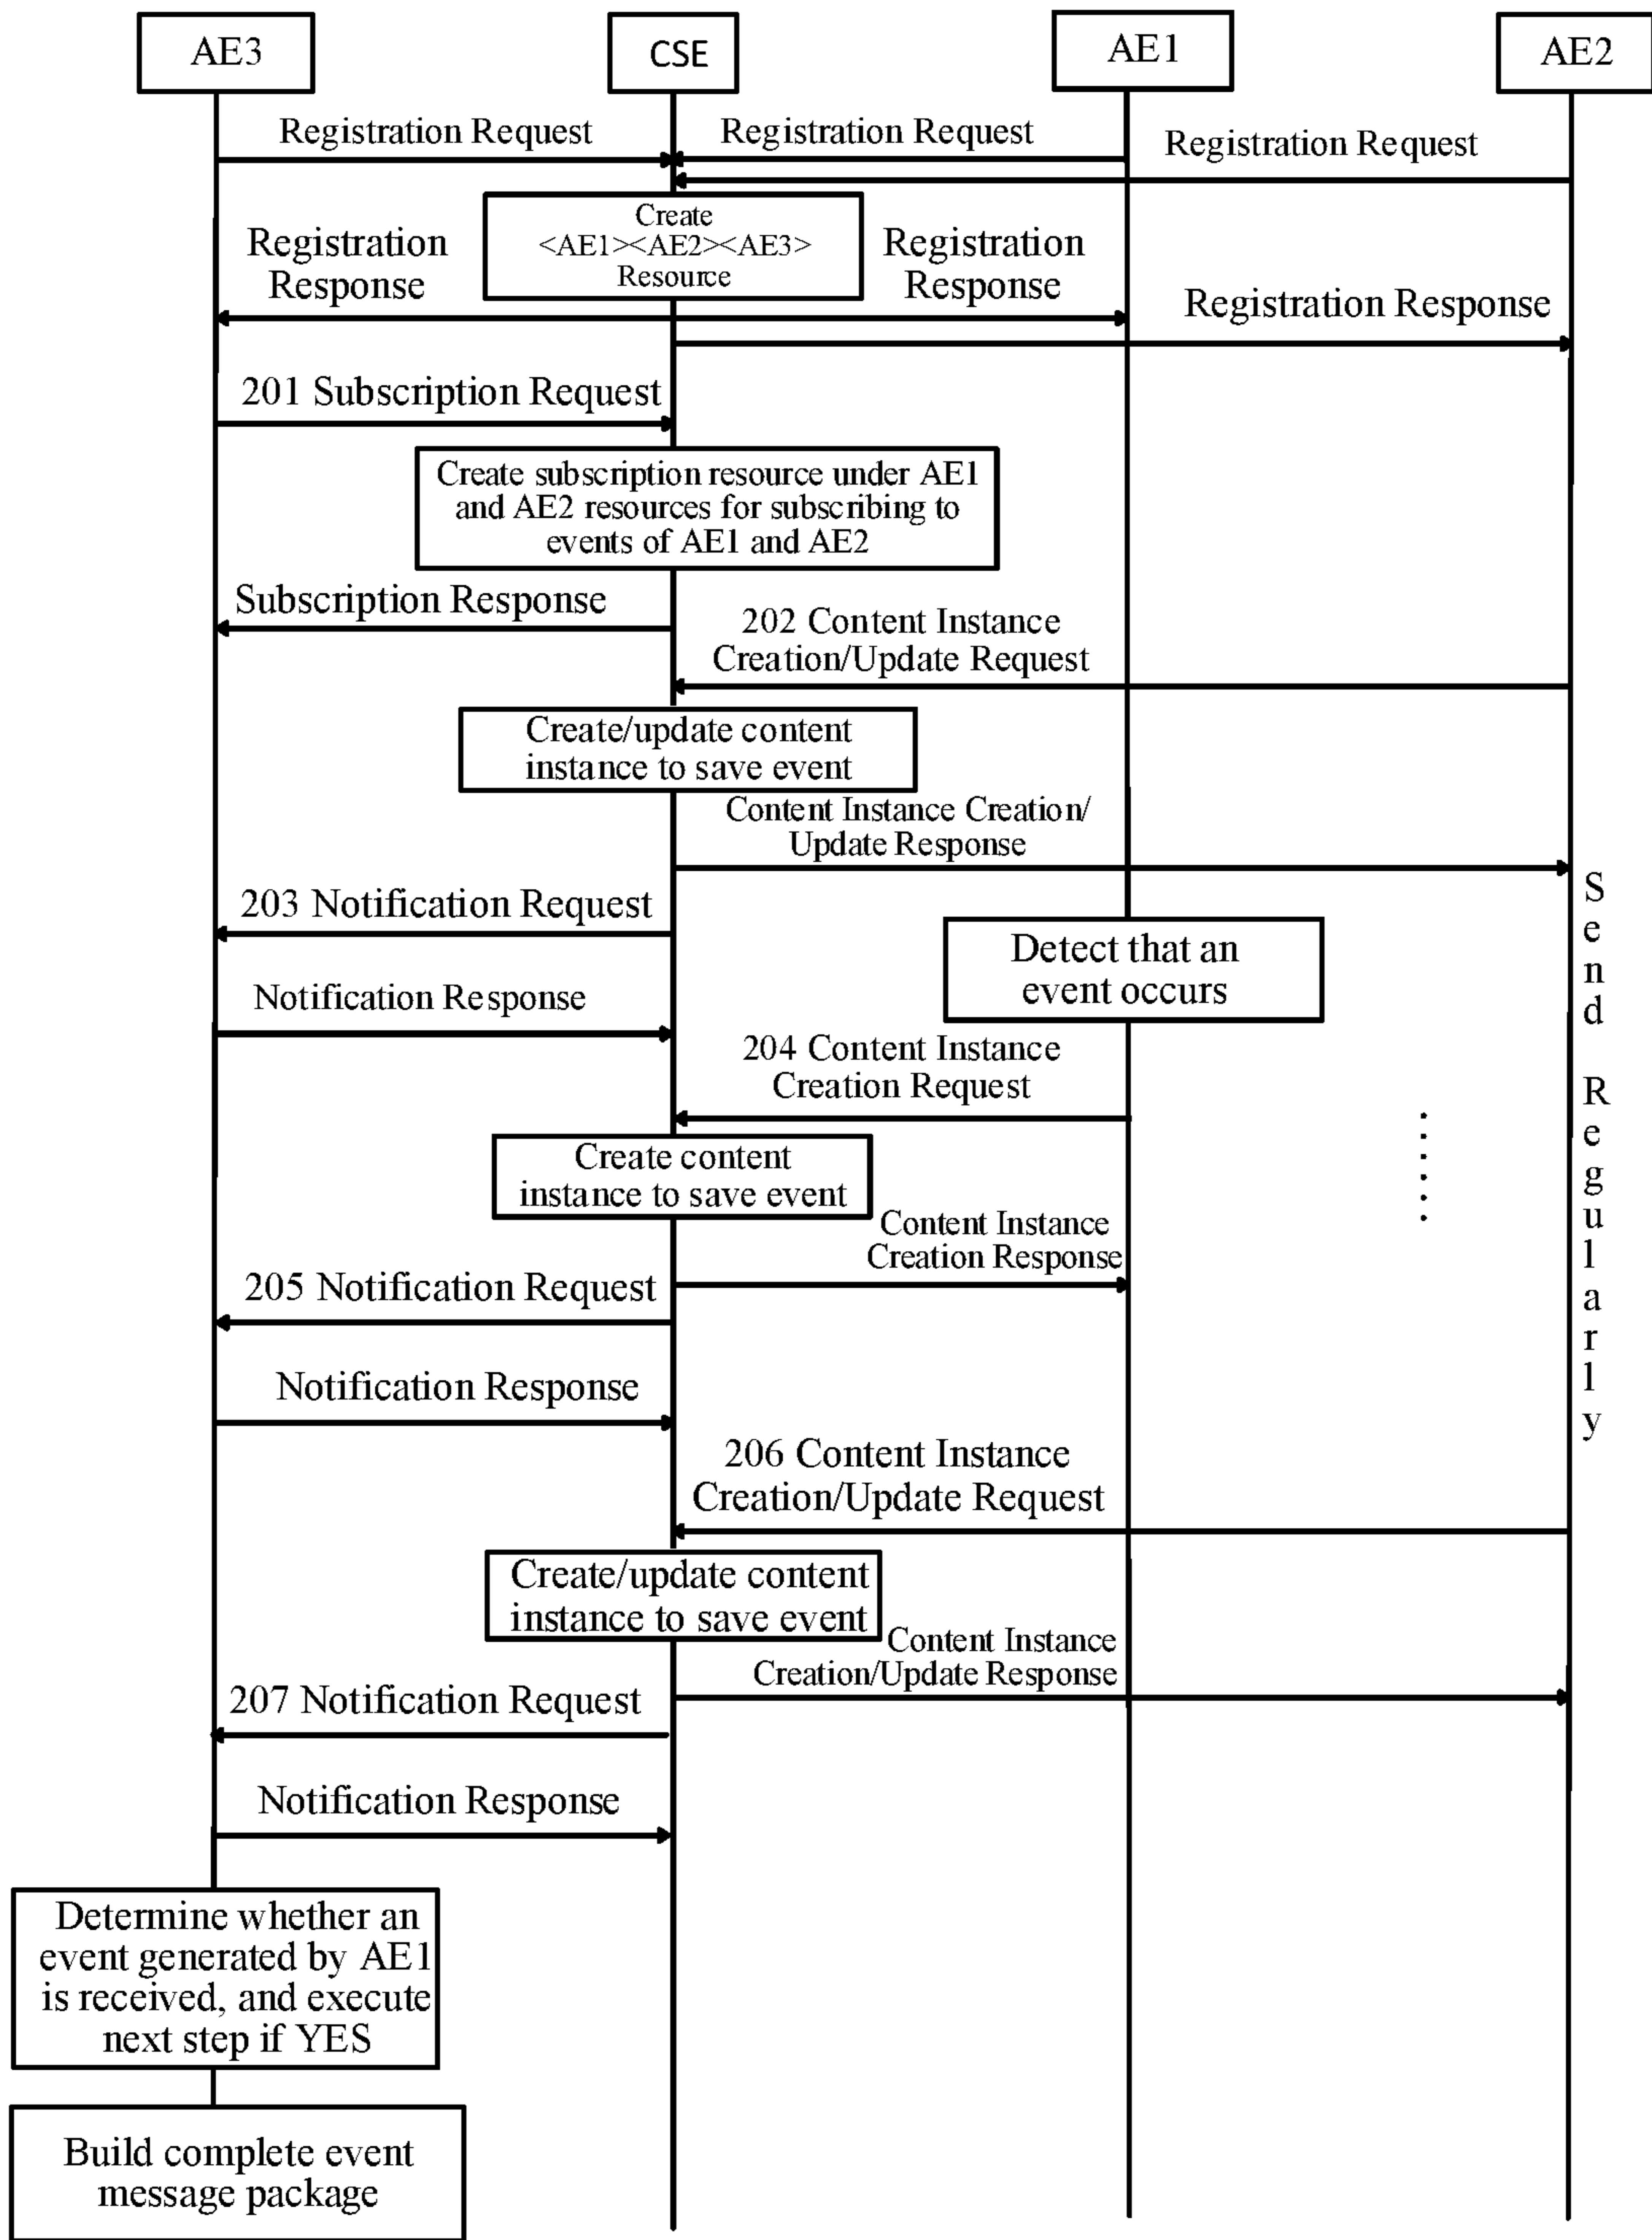 AE3
CSE
AE1
AE2
Registration Request
Registration Request
Registration Request
Create
<AE1><AE2><AE3>
Resource
Registration
Response
Registration
Response
Registration Response
201 Subscription Request
Create subscription resource under AE1
and AE2 resources for subscribing to
events of AE1 and AE2
Subscription Response
202 Content Instance
Creation/Update Request
Create/update content
instance to save event
Content Instance Creation/
Update Response
203 Notification Request
Detect that an
event occurs
Send Regularly
Notification Response
204 Content Instance
Creation Request
Create content
instance to save event
Content Instance
Creation Response
205 Notification Request
Notification Response
206 Content Instance
Creation/Update Request
Create/update content
instance to save event
Content Instance
Creation/Update Response
207 Notification Request
Notification Response
Determine whether an
event generated by AE1
is received, and execute
next step if YES
Build complete event
message package